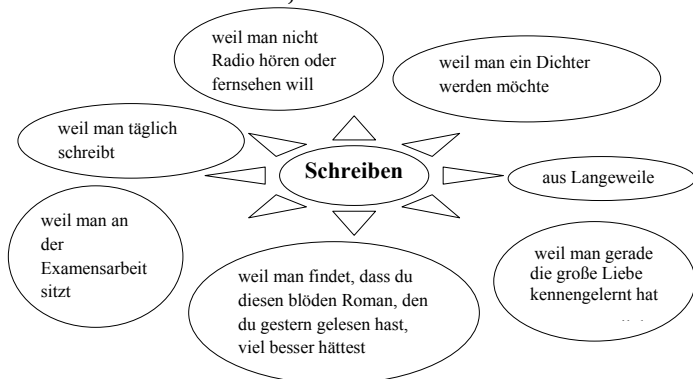 weil man nicht
Radio hören oder
fernsehen will
weil man ein Dichter
werden möchte
weil man täglich
schreibt
Schreiben
aus Langeweile
weil man an
der
Examensarbeit
sitzt
weil man findet, dass du
diesen blöden Roman, den
du gestern gelesen hast,
viel besser hättest
weil man gerade
die große Liebe
kennengelernt hat